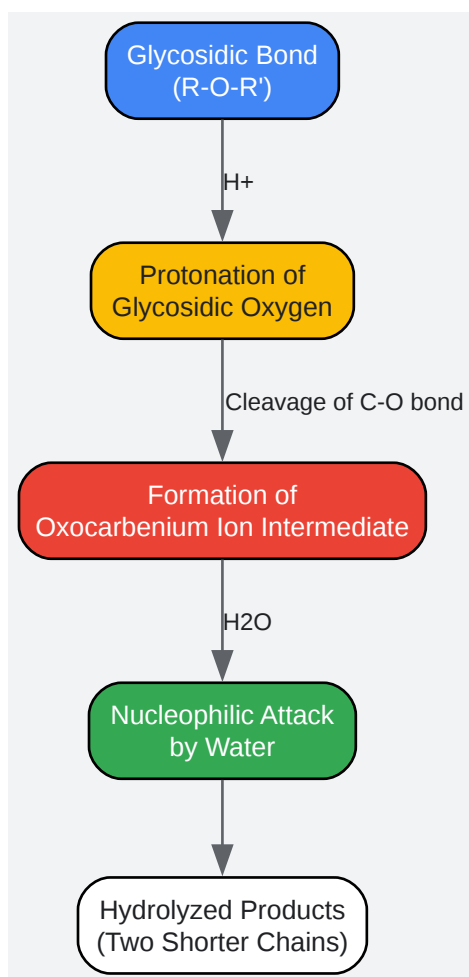 Glycosidic Bond
(R-O-R')
H+
Protonation of
Glycosidic Oxygen
Cleavage of C-O bond
Formation of
Oxocarbenium Ion Intermediate
H2O
Nucleophilic Attack
by Water
Hydrolyzed Products
(Two Shorter Chains)